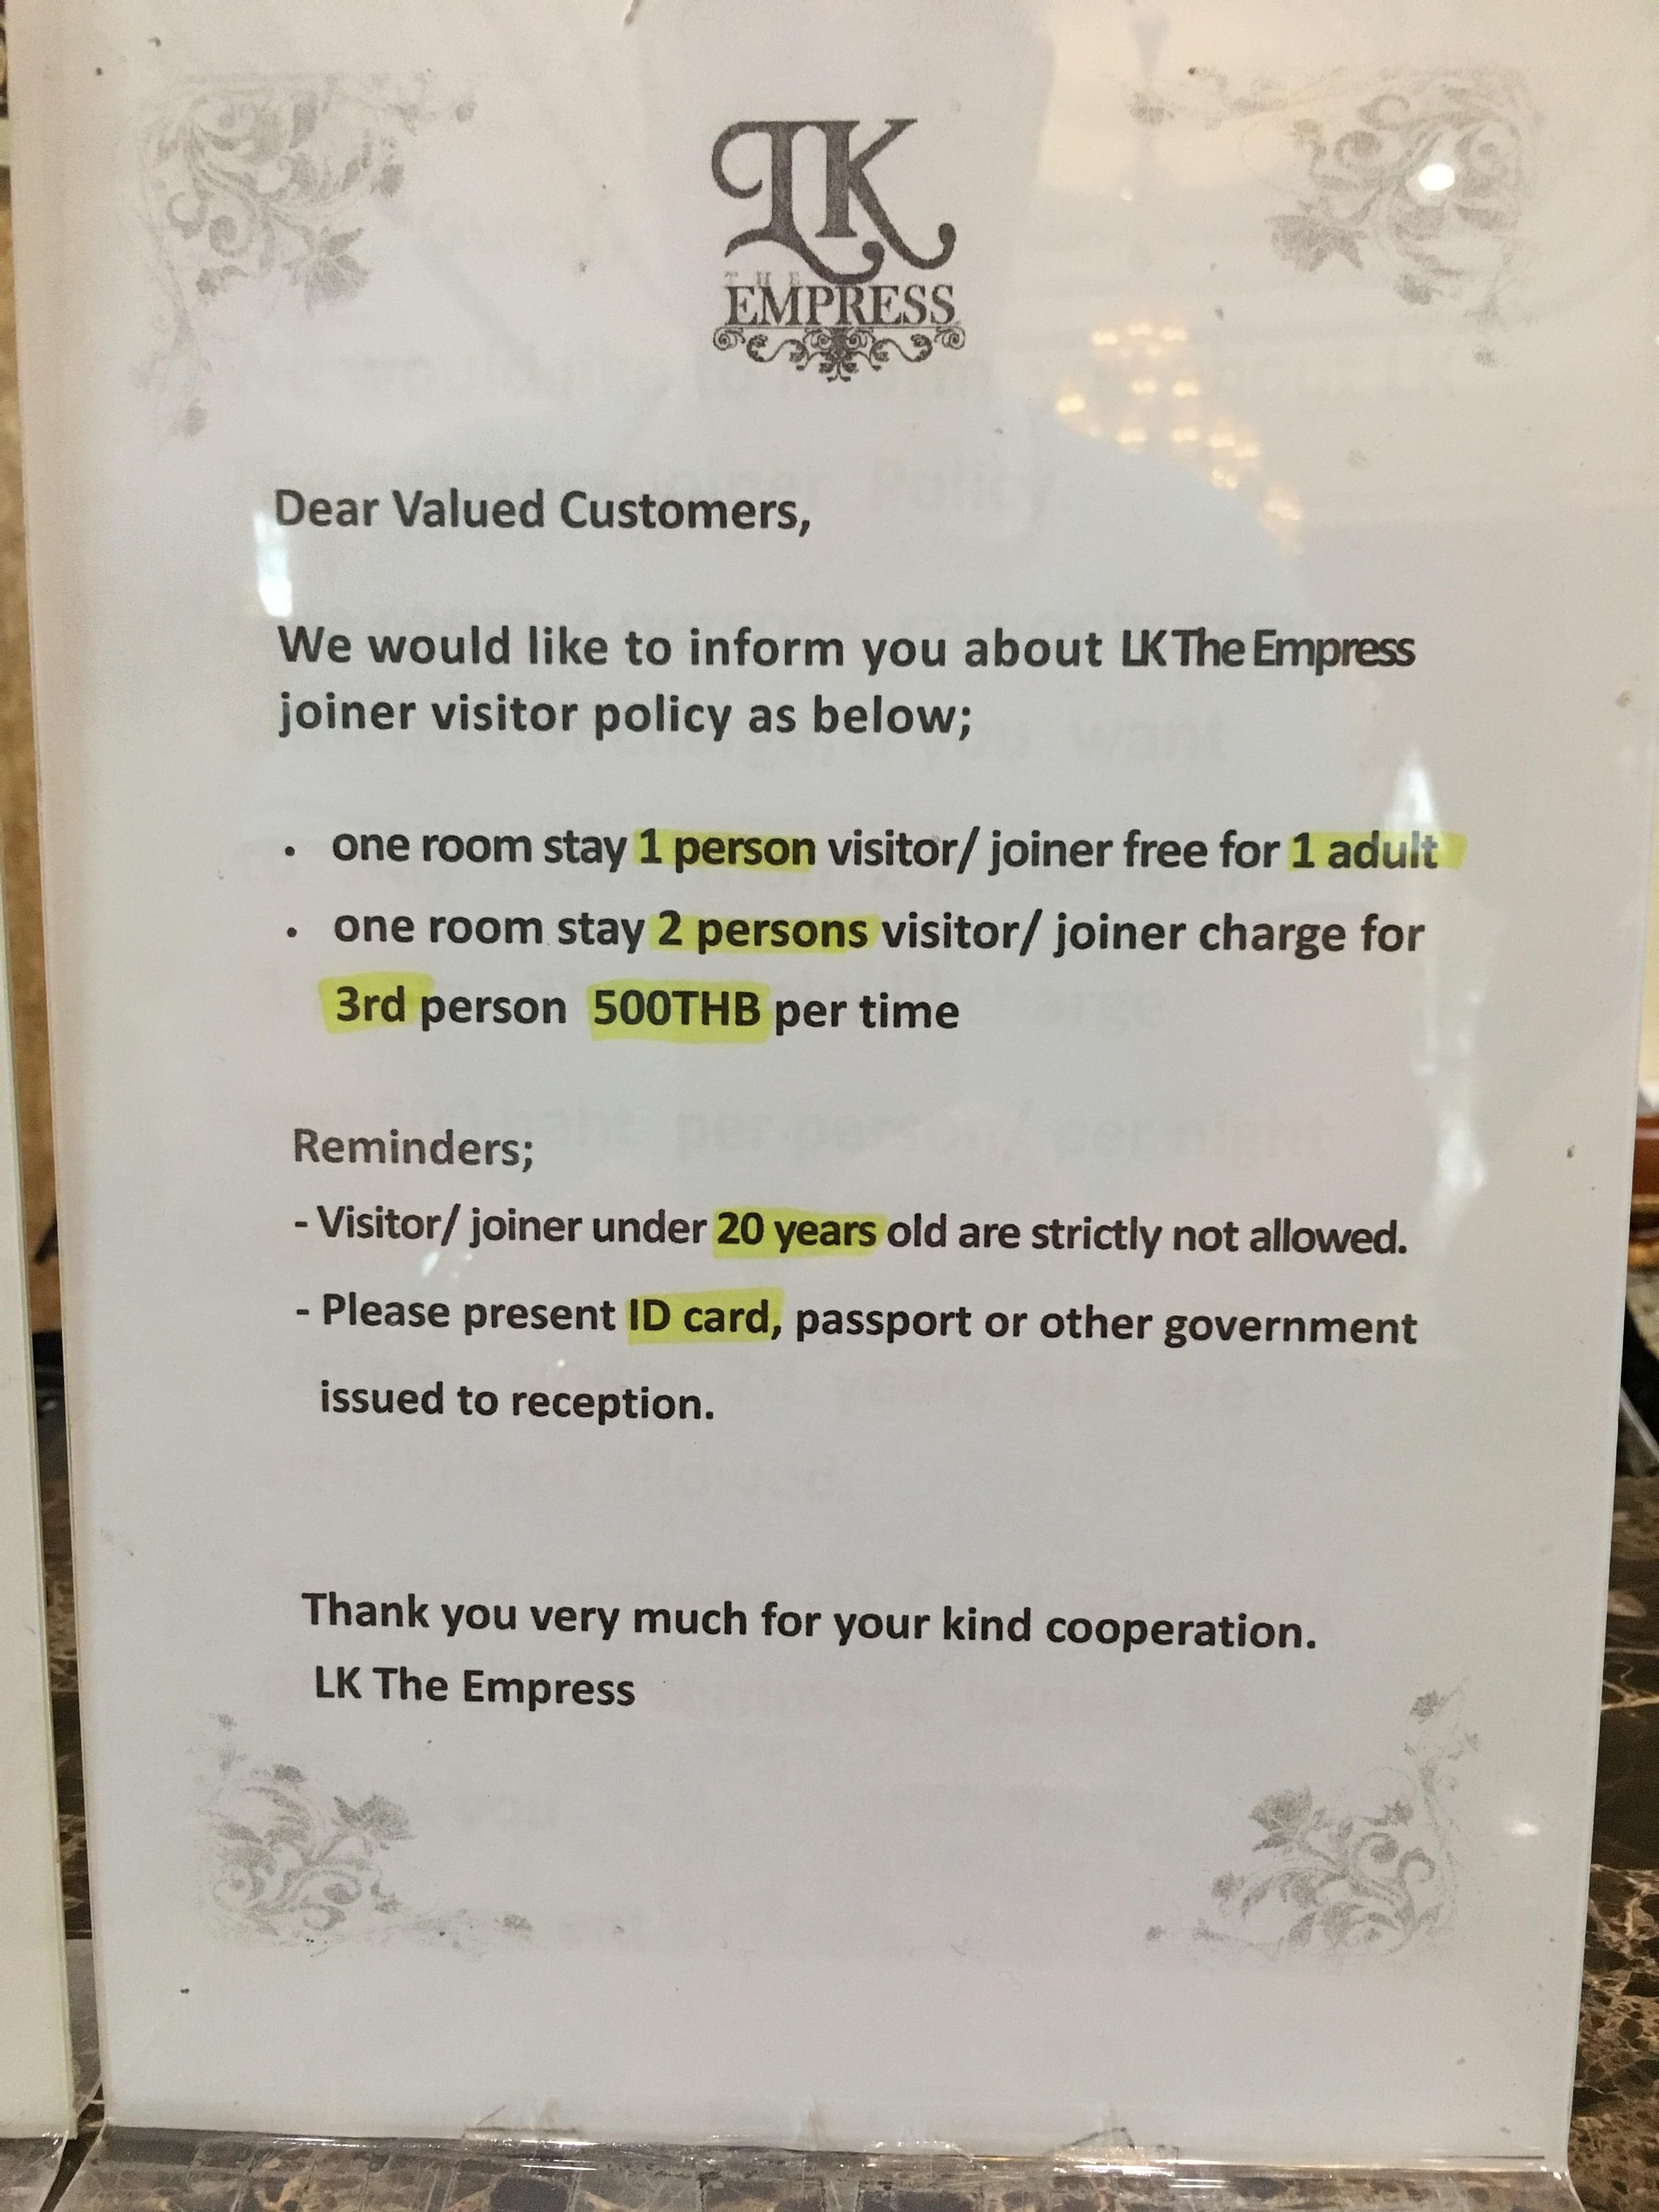 LK
THE
EMPRESS
Dear Valued Customers,
We would like to inform you about LK The Empress
joiner visitor policy as below;
• one room stay 1 person visitor/ joiner free for 1 adult
• one room stay 2 persons visitor/ joiner charge for
3rd person 500THB per time
Reminders;
- Visitor/ joiner under 20 years old are strictly not allowed.
- Please present ID card, passport or other government
issued to reception.
Thank you very much for your kind cooperation.
LK The Empress